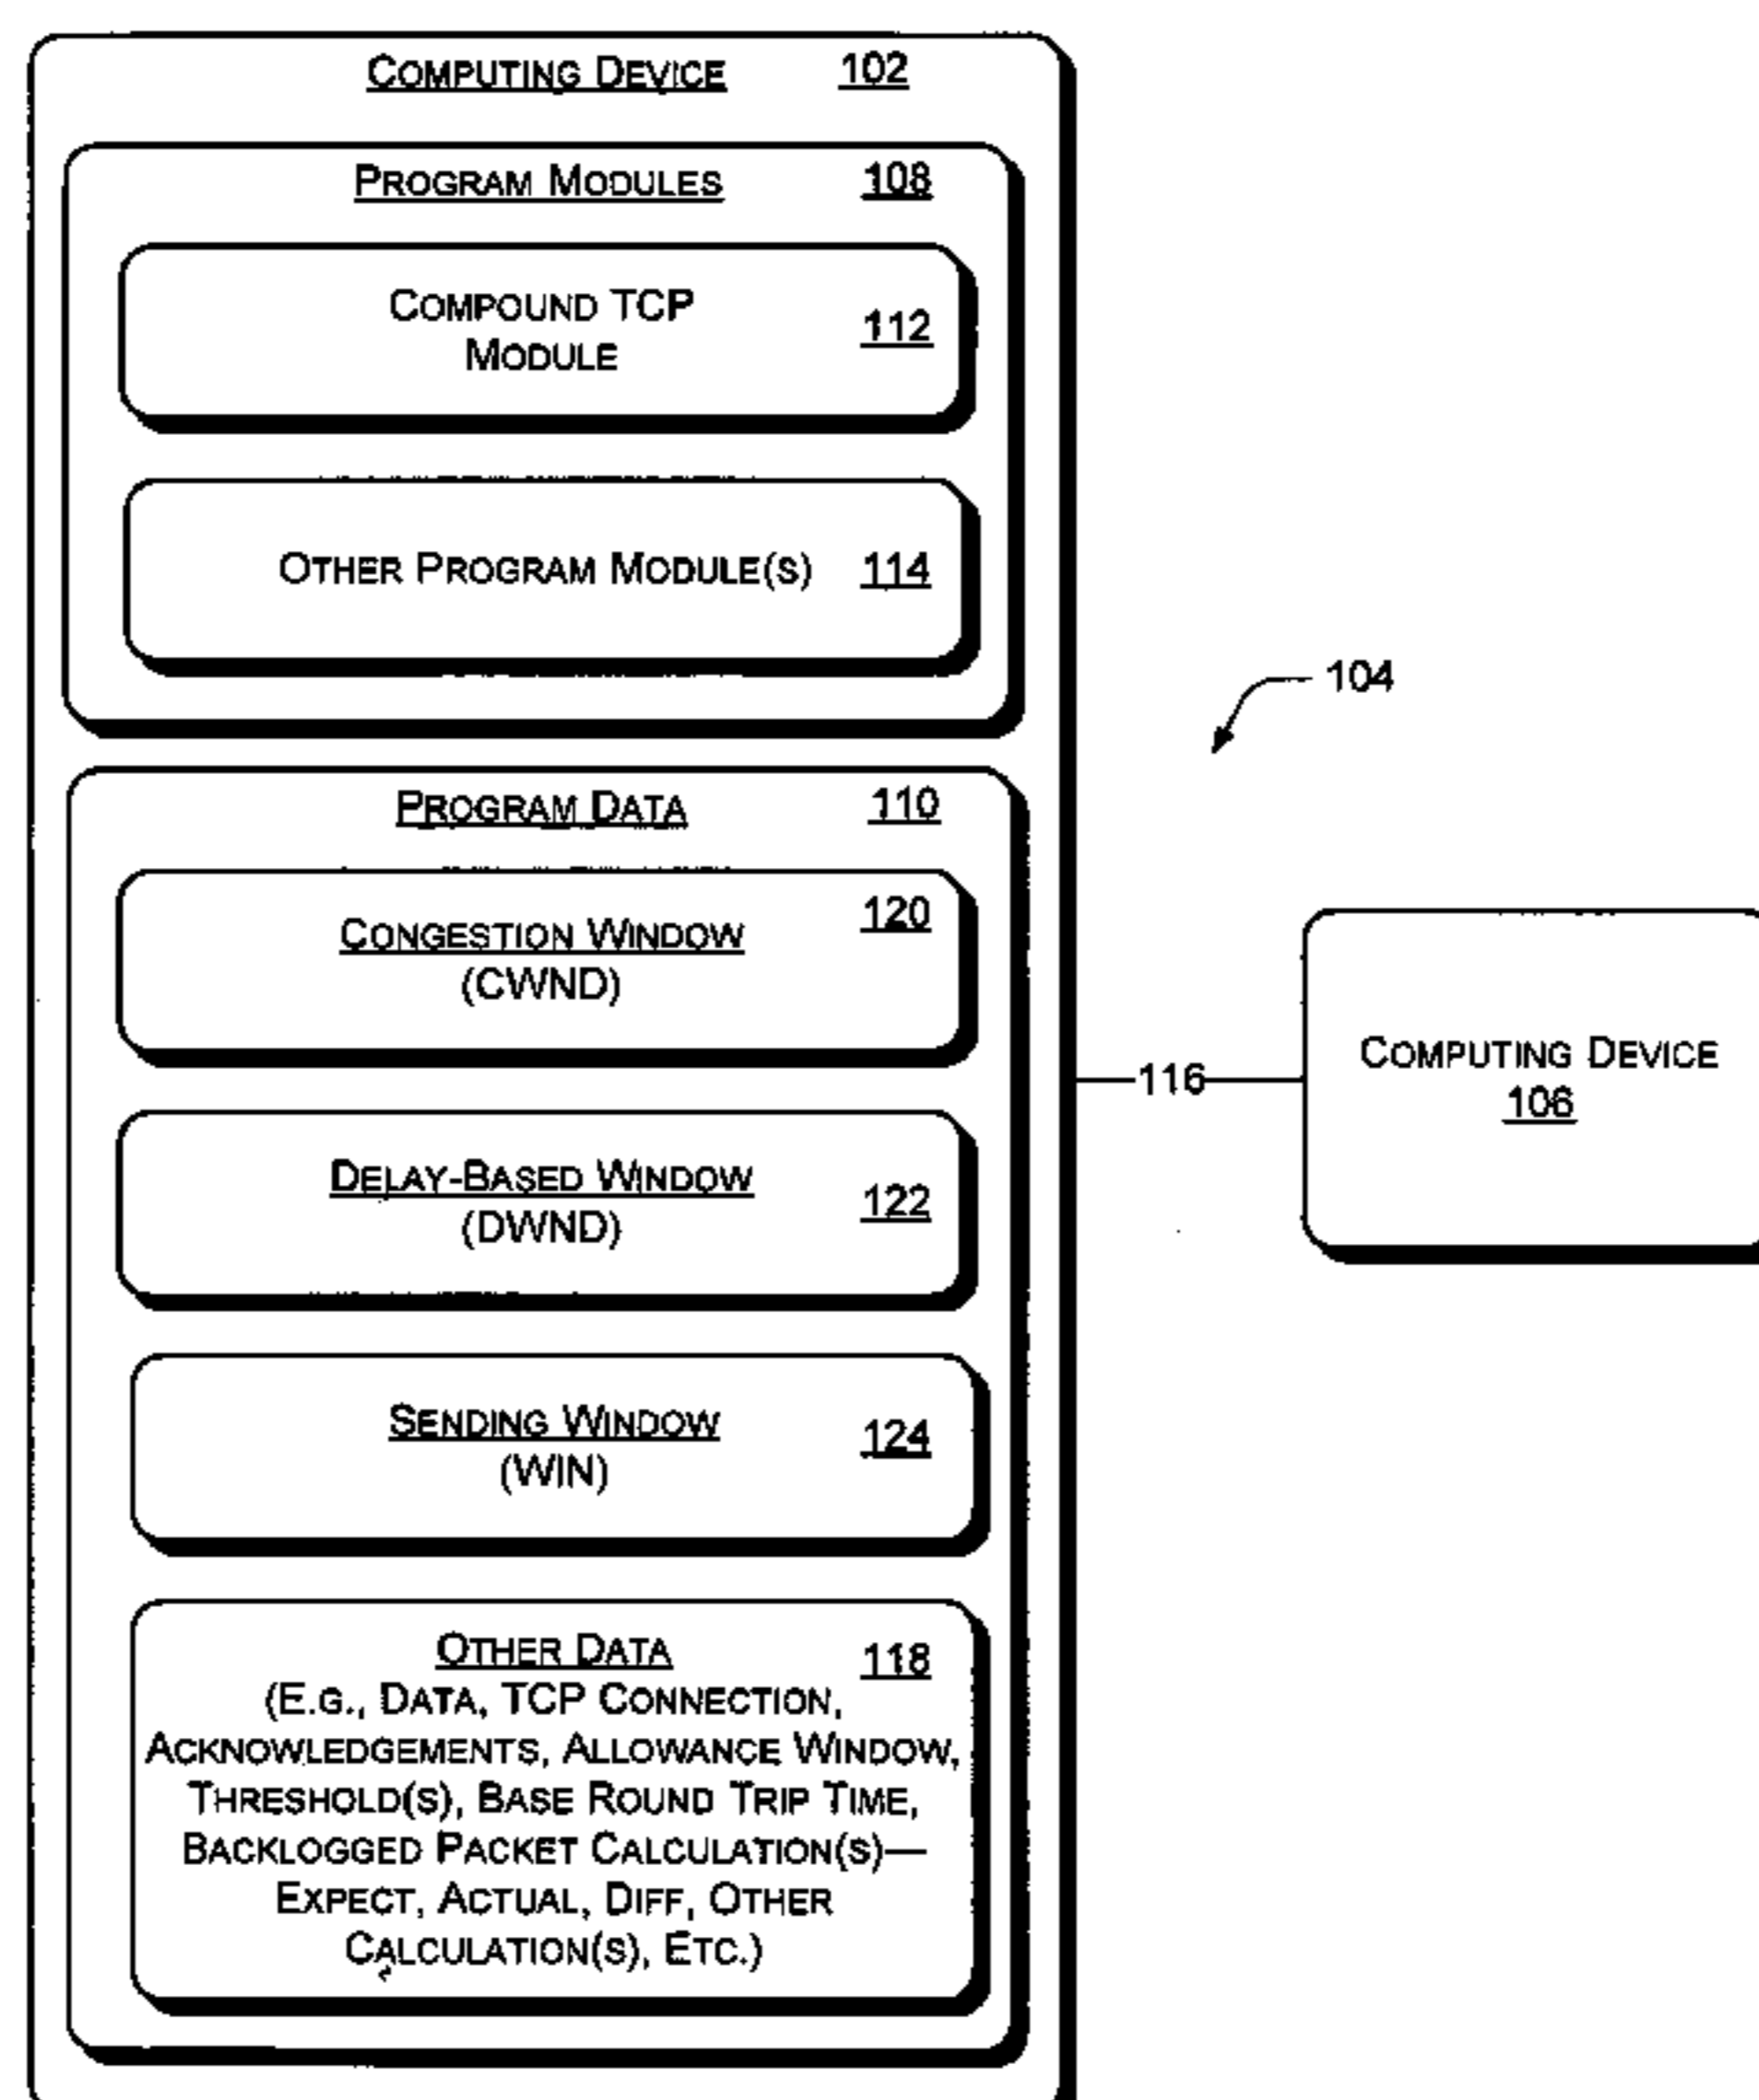 COMPUTING DEVICE 102
PROGRAM MODULES 108
COMPOUND TCP
MODULE
112
OTHER PROGRAM MODULE(S) 114
104
PROGRAM DATA 110
CONGESTION WINDOW
(CWND)
120
DELAY-BASED WINDOW
(DWND)
122
SENDING WINDOW
(WIN)
124
OTHER DATA 118
(E.G., DATA, TCP CONNECTION,
ACKNOWLEDGEMENTS, ALLOWANCE WINDOW,
THRESHOLD(S), BASE ROUND TRIP TIME,
BACKLOGGED PACKET CALCULATION(S)—
EXPECT, ACTUAL, DIFF, OTHER
CALCULATION(S), ETC.)
116
COMPUTING DEVICE
106